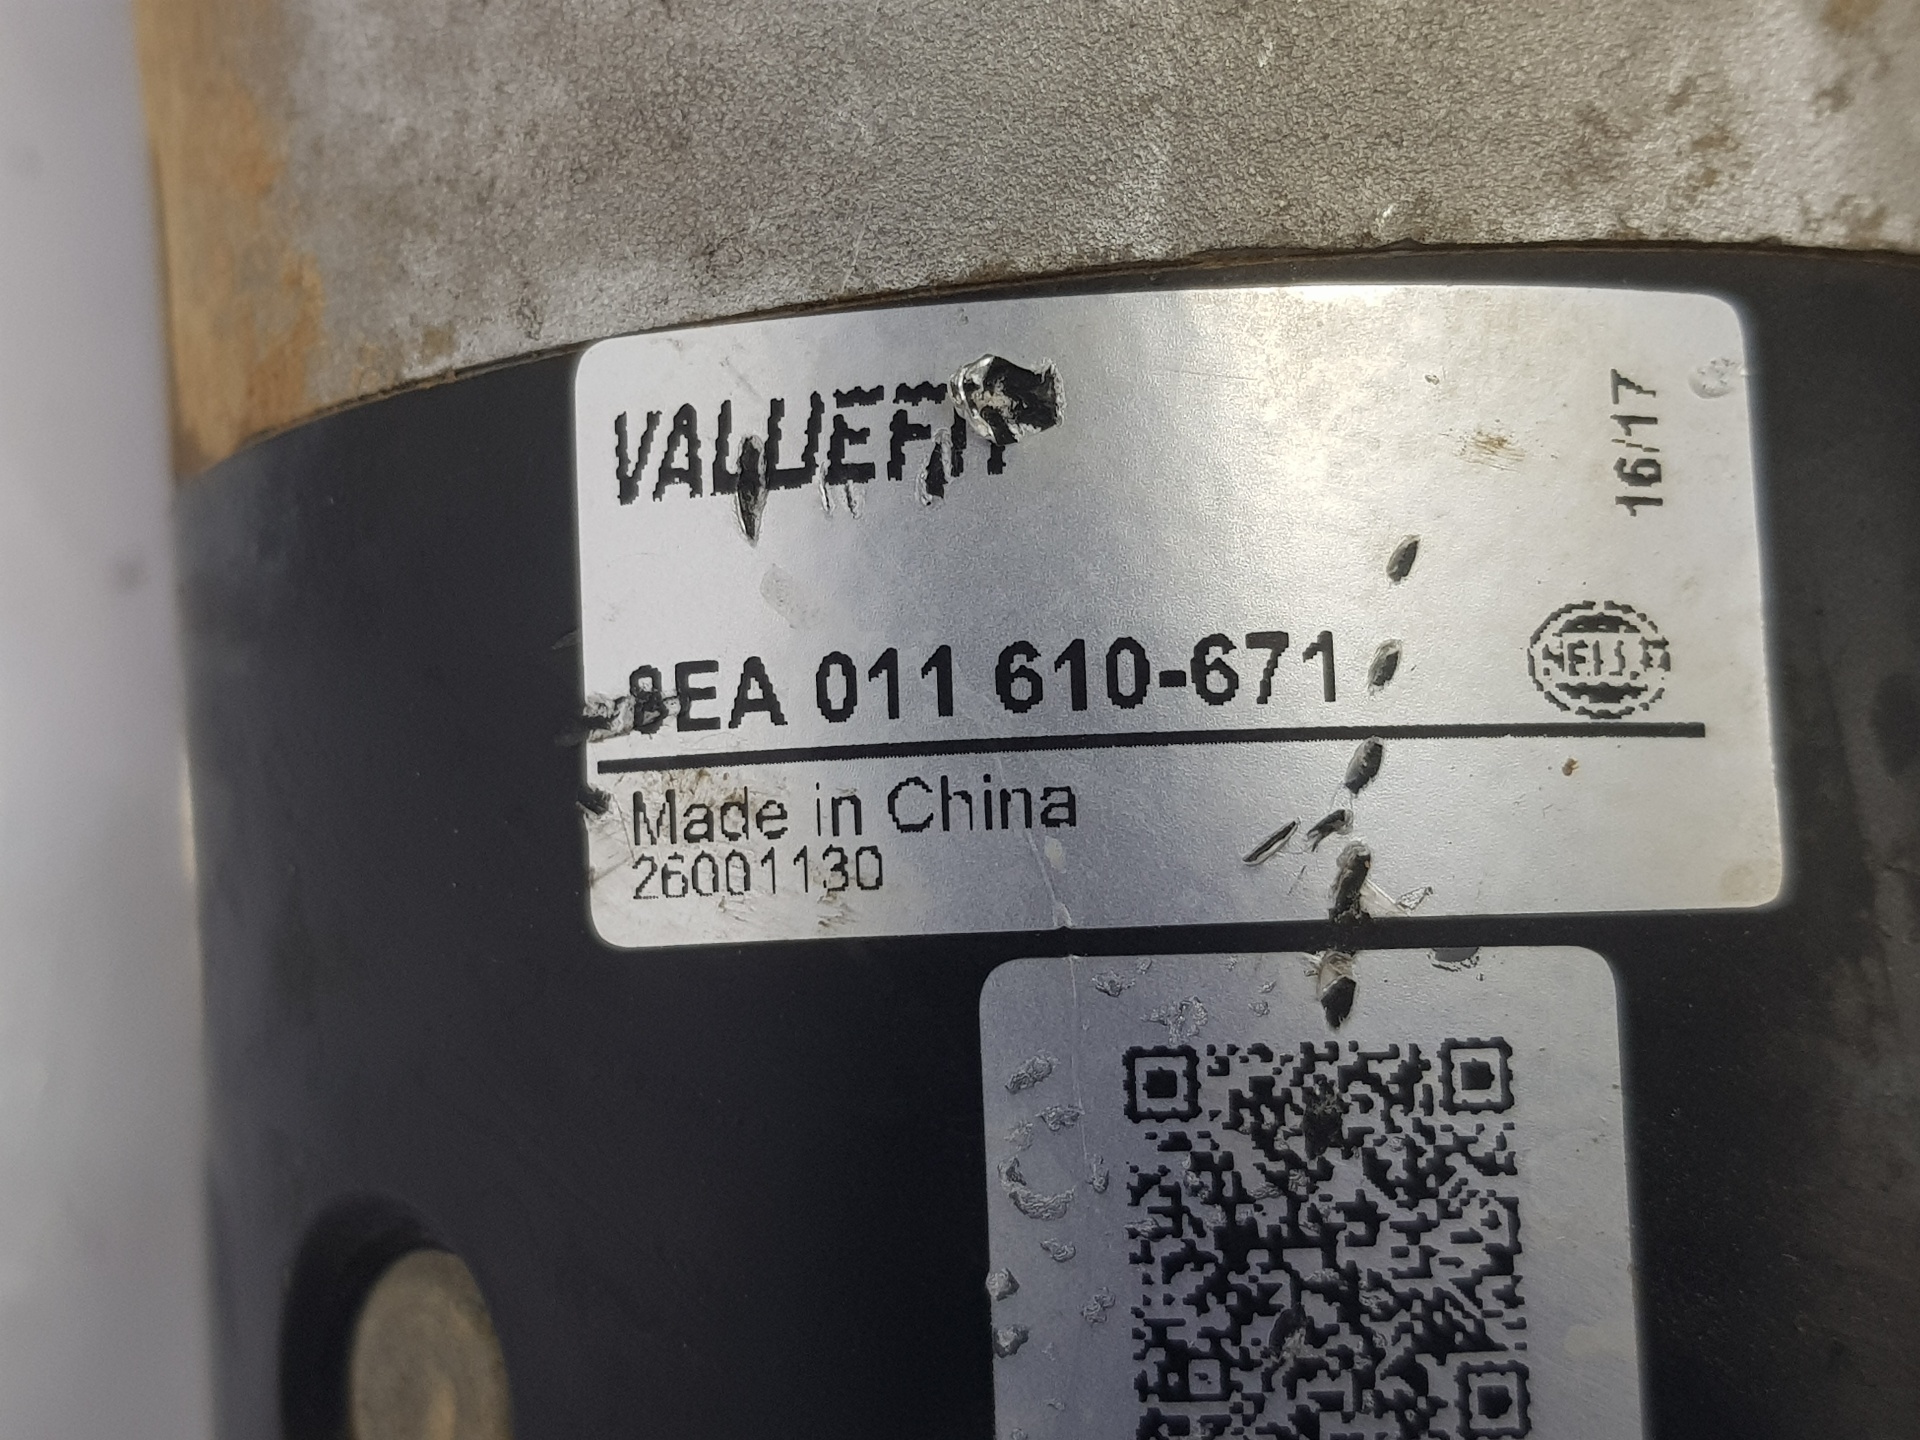 VALUEFIT
16/17
8EA 011 610-671
Made in China
26001130